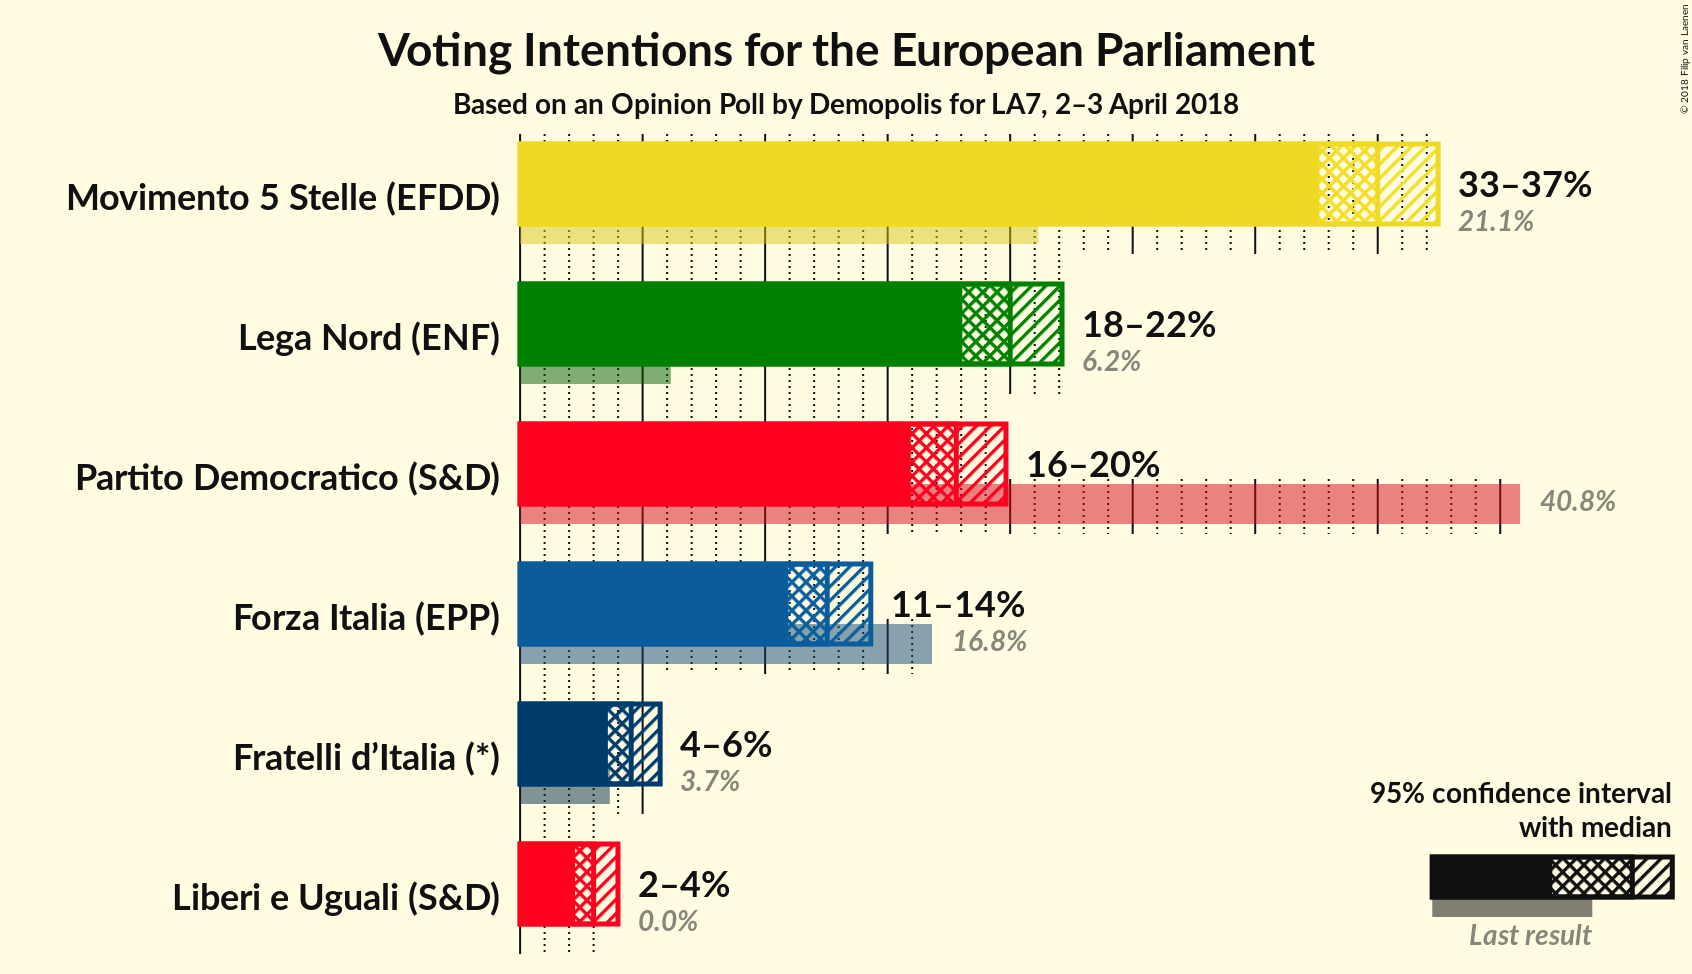 Voting Intentions for the European Parliament
Based on an Opinion Poll by Demopolis for LA7, 2–3 April 2018
© 2018 Filip van Laenen
Movimento 5 Stelle (EFDD)
33–37%
21.1%
Lega Nord (ENF)
18–22%
6.2%
Partito Democratico (S&D)
16–20%
40.8%
Forza Italia (EPP)
11–14%
16.8%
Fratelli d’Italia (*)
4–6%
3.7%
Liberi e Uguali (S&D)
2–4%
0.0%
95% confidence interval
with median
Last result